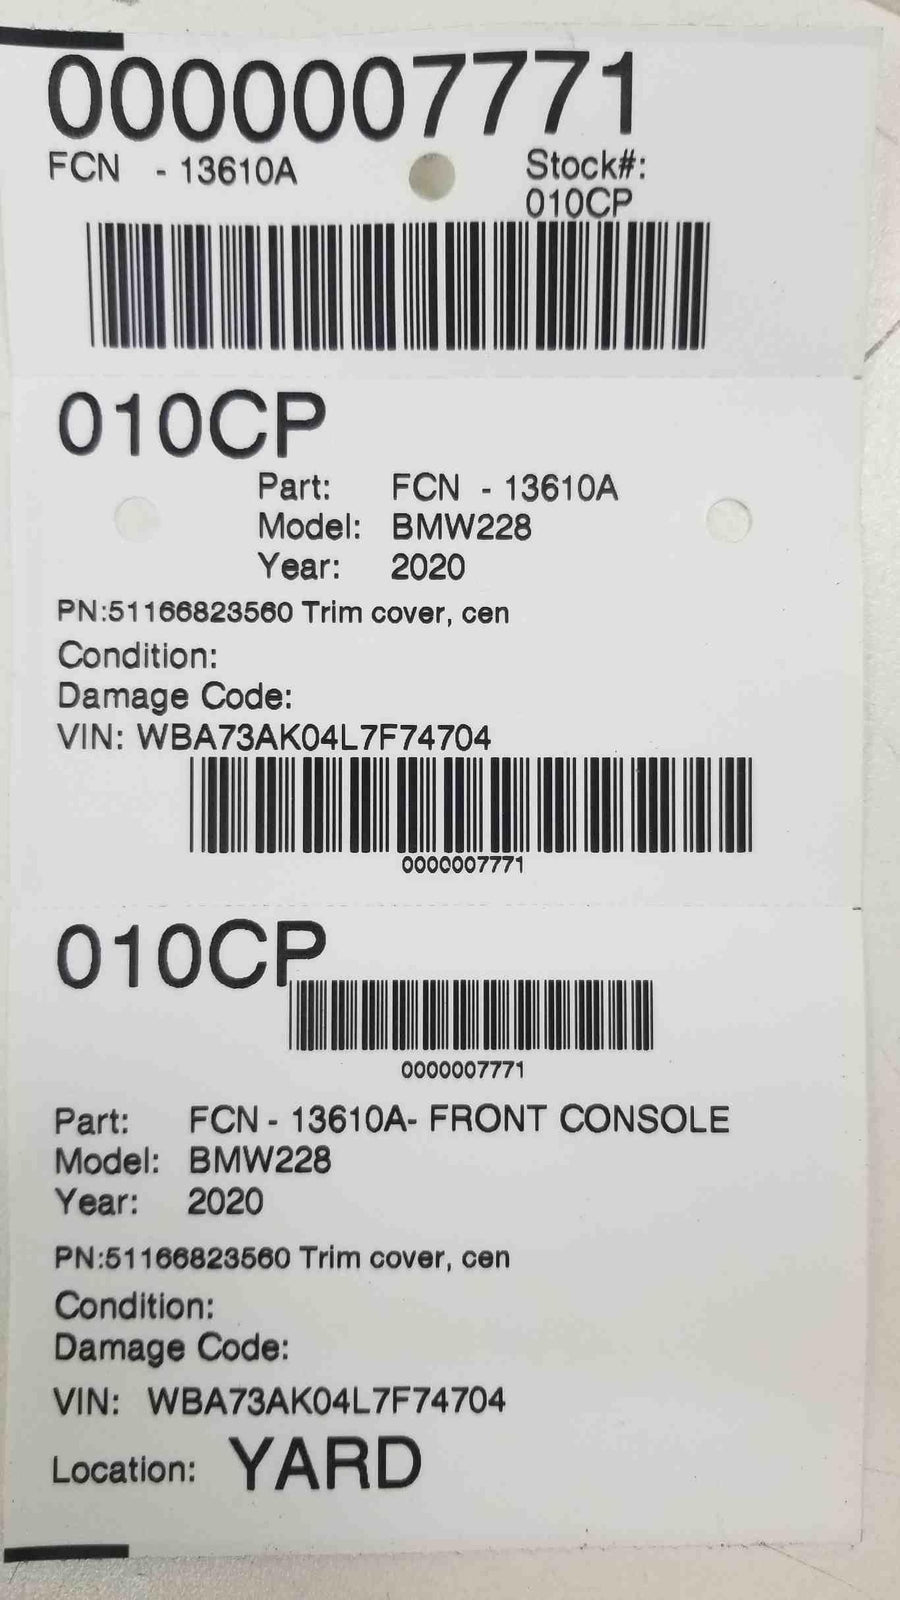 0000007771
FCN - 13610A
Stock#:
010CP
010CP
Part: FCN - 13610A
Model: BMW228
Year: 2020
PN:51166823560 Trim cover, cen
Condition:
Damage Code:
VIN: WBA73AK04L7F74704
0000007771
010CP
0000007771
Part: FCN - 13610A- FRONT CONSOLE
Model: BMW228
Year: 2020
PN:51166823560 Trim cover, cen
Condition:
Damage Code:
VIN: WBA73AK04L7F74704
Location: YARD